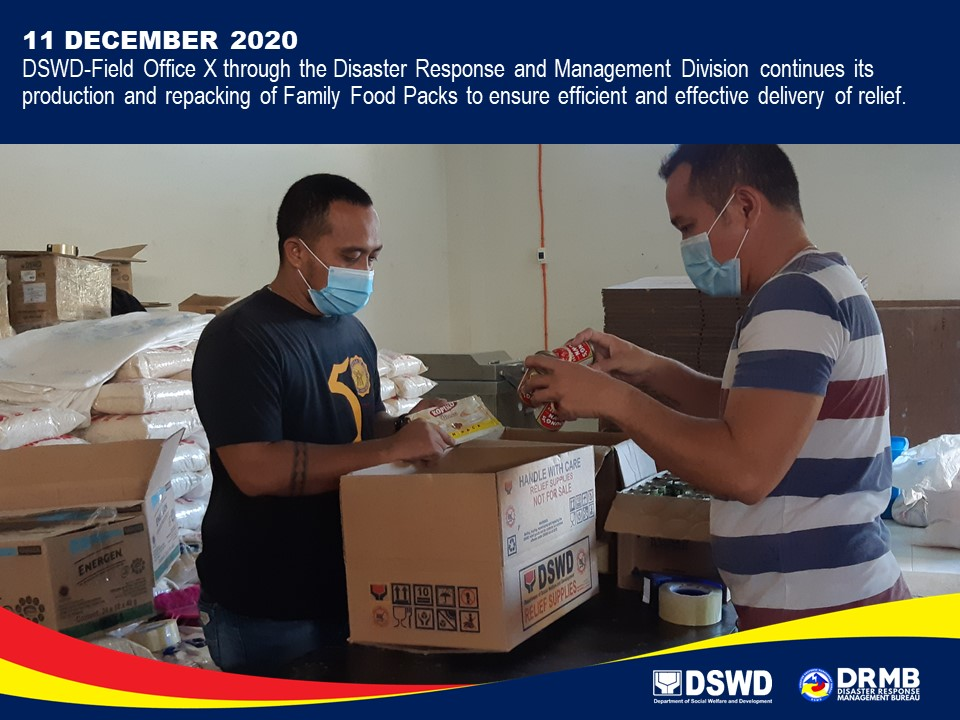 11 DECEMBER 2020
DSWD-Field Office X through the Disaster Response and Management Division continues its
production and repacking of Family Food Packs to ensure efficient and effective delivery of relief.
HANDLE WITH CARE
RELIEF SUPPLIES
NOT FOR SALE
DSWD
RELIEF SUPPLIES
ENERGEN
DSWD
Department of Social Welfare and Development
DRMB
DISASTER RESPONSE
MANAGEMENT BUREAU